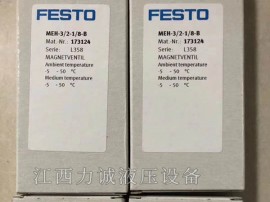 FESTO
MEH-3/2-1/8-B
Mat. Nr.: 173124
Serie: L358
MAGNETVENTIL
Ambient temperature
-5 - 50 °C
Medium temperature
-5 - 50 °C
FESTO
MEH-3/2-1/8-B
Mat. Nr.: 173124
Serie: L358
MAGNETVENTIL
Ambient temperature
-5 - 50 °C
Medium temperature
-5 - 50 °C
江西力诚液压设备